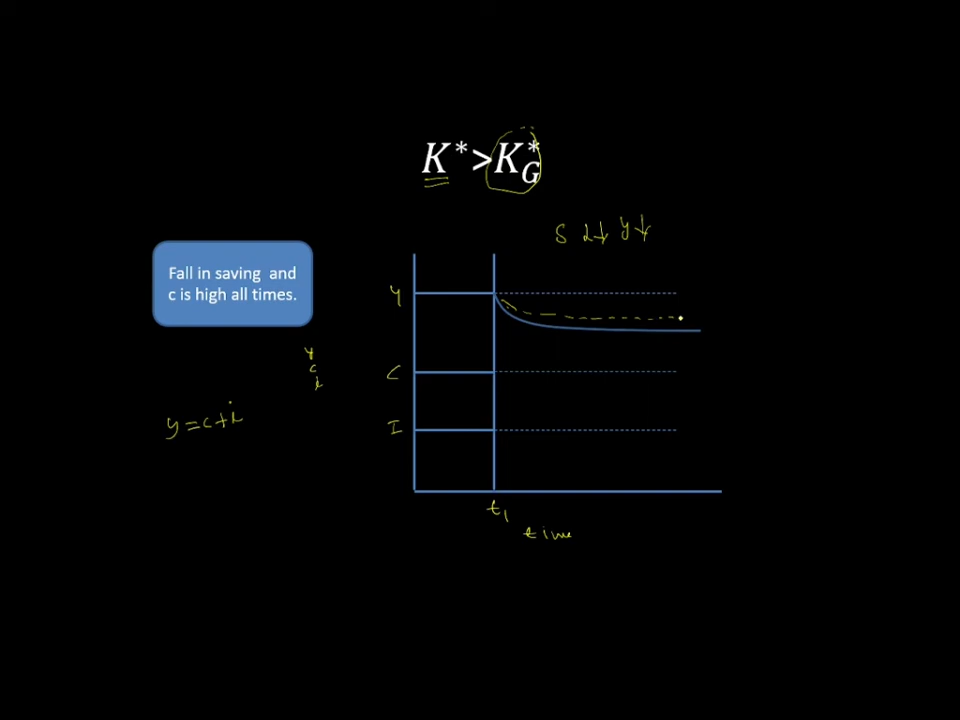 K*>K*G
S i↓ y↓
Fall in saving and
c is high all times.
Y
Y
C
i
C
y=c+i
I
t1
time